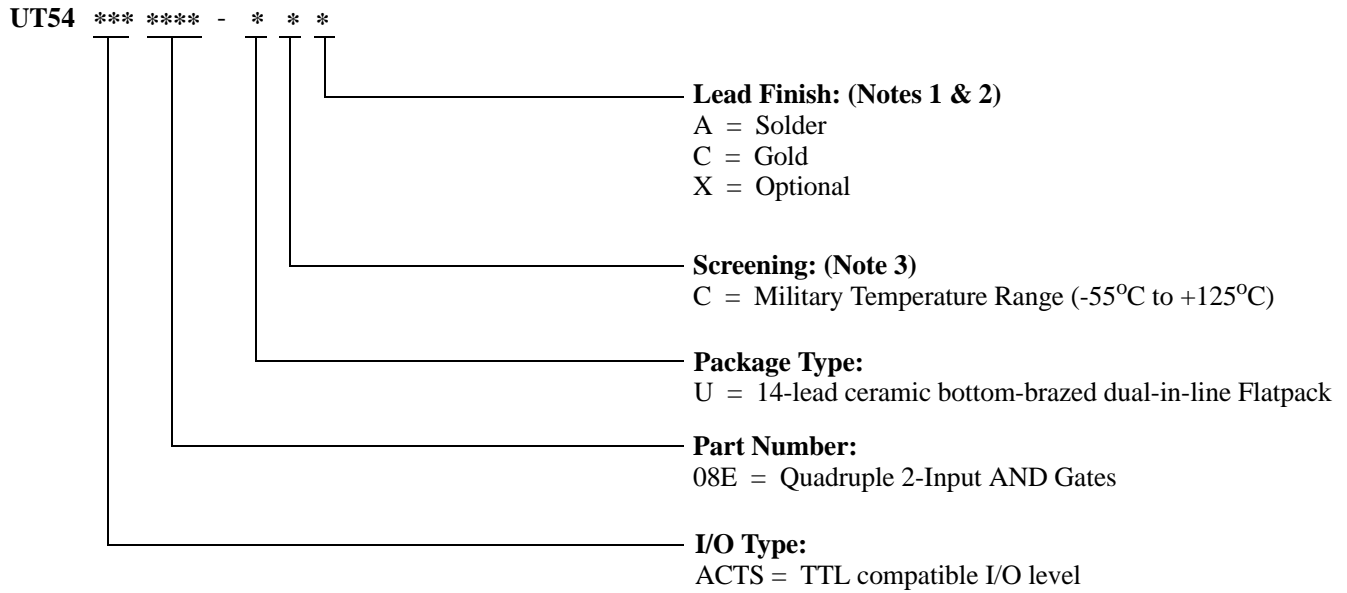 UT54 *** **** - * * *
Lead Finish: (Notes 1 & 2)
A = Solder
C = Gold
X = Optional
Screening: (Note 3)
C = Military Temperature Range (-55oC to +125oC)
Package Type:
U = 14-lead ceramic bottom-brazed dual-in-line Flatpack
Part Number:
08E = Quadruple 2-Input AND Gates
I/O Type:
ACTS = TTL compatible I/O level